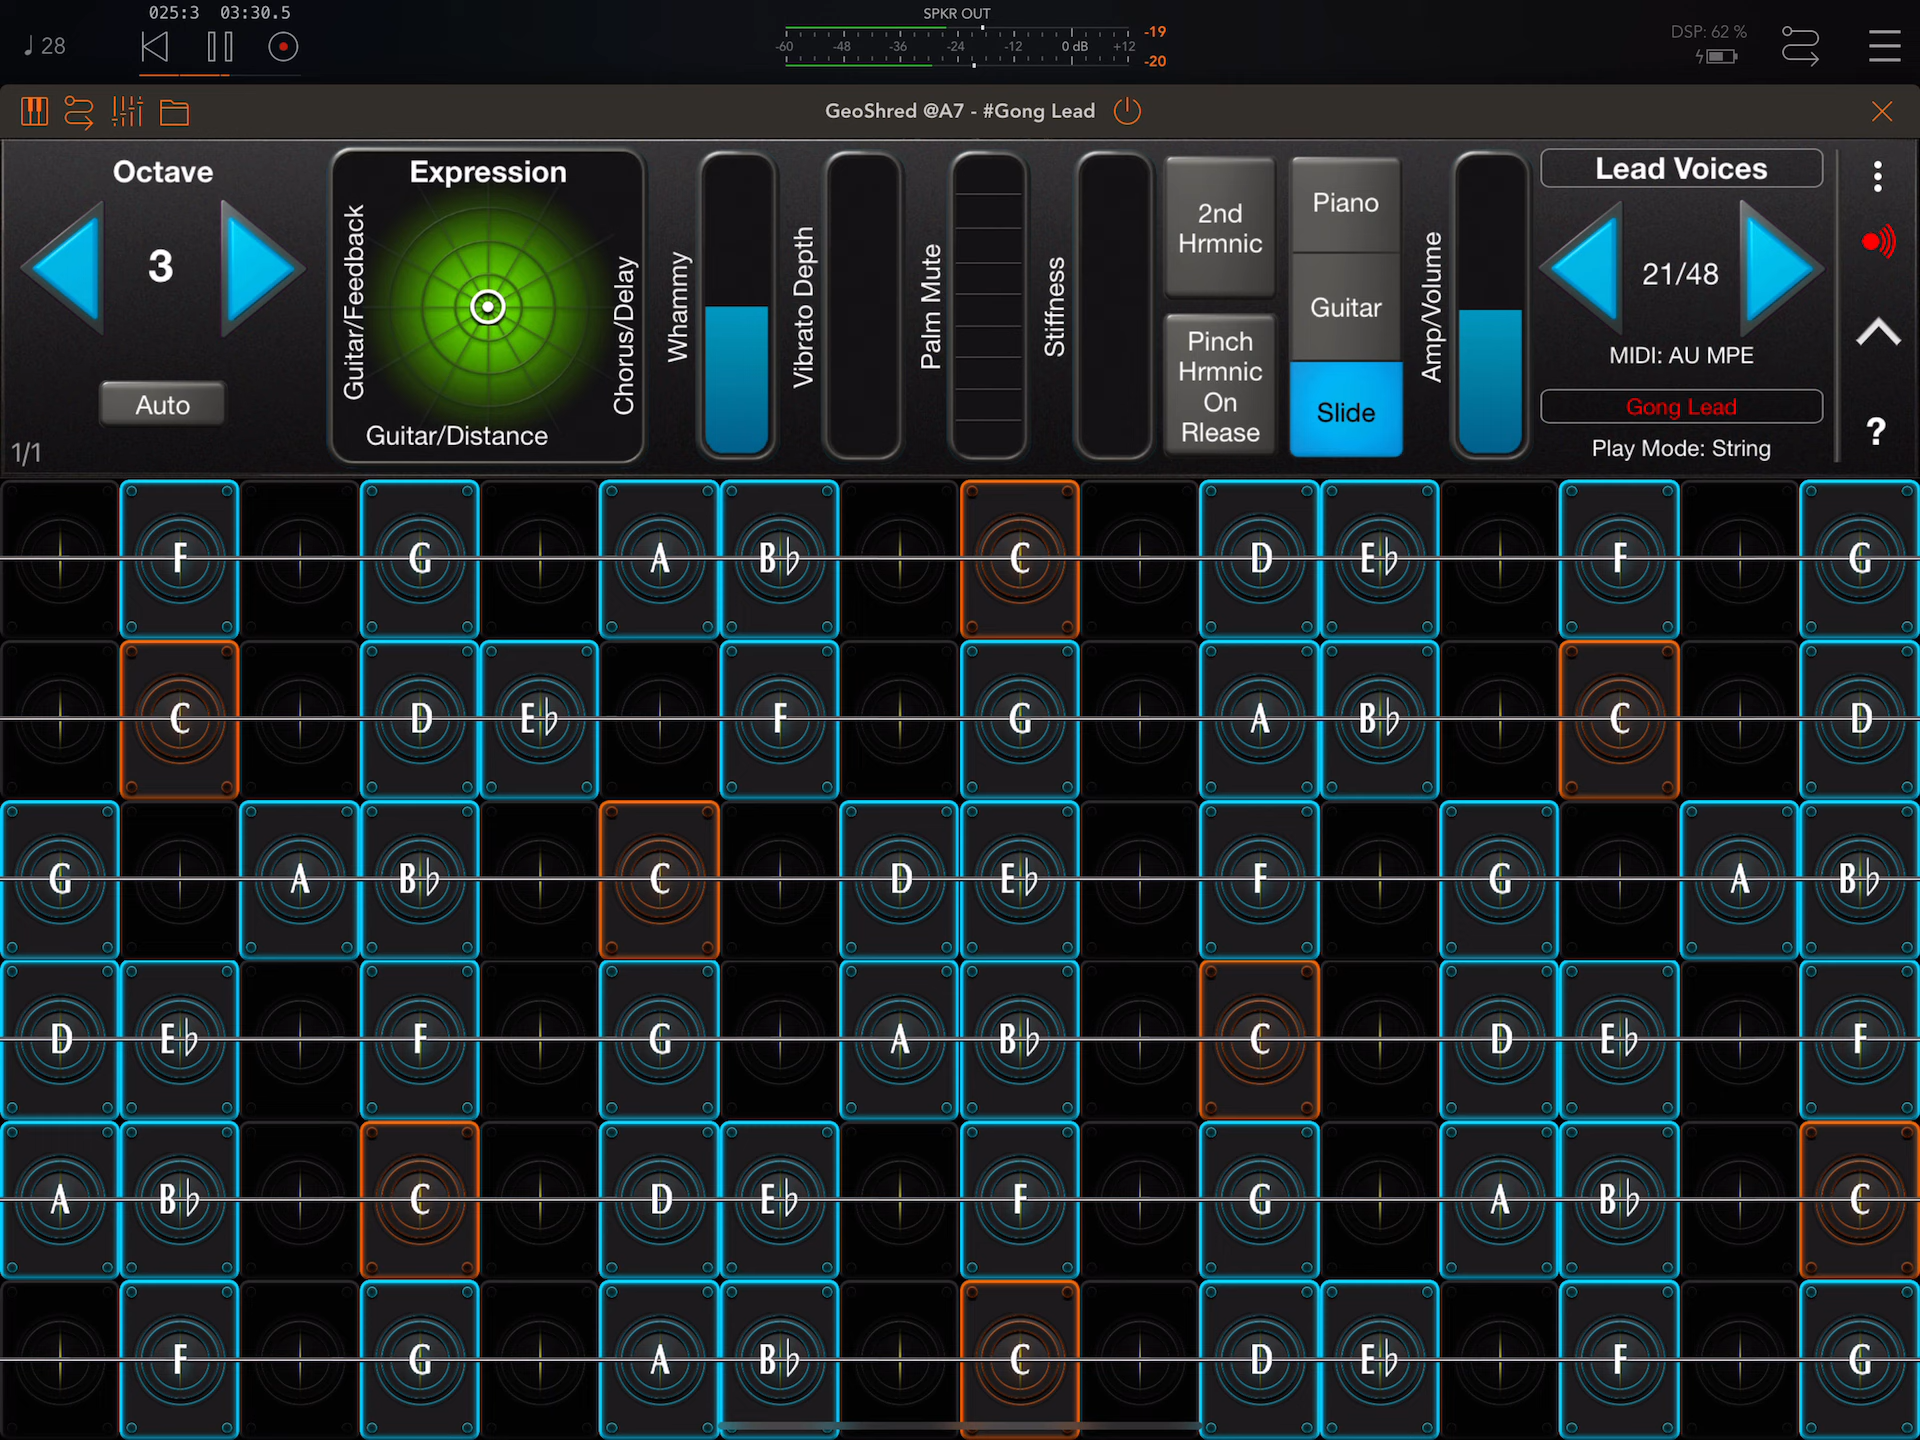 025:3 03:30.5
♩28
SPKR OUT
-60 -48 -36 -24 -12 0 dB +12
-19
-20
DSP: 62 %
GeoShred @A7 - #Gong Lead
Octave
3
Auto
1/1
Expression
Guitar/Feedback
Chorus/Delay
Guitar/Distance
Whammy
Vibrato Depth
Palm Mute
Stiffness
2nd
Hrmnic
Pinch
Hrmnic
On
Rlease
Piano
Guitar
Slide
Amp/Volume
Lead Voices
21/48
MIDI: AU MPE
Gong Lead
Play Mode: String
?
F G A B♭ C D E♭ F G
C D E♭ F G A B♭ C D
G A B♭ C D E♭ F G A B♭
D E♭ F G A B♭ C D E♭ F
A B♭ C D E♭ F G A B♭ C
F G A B♭ C D E♭ F G